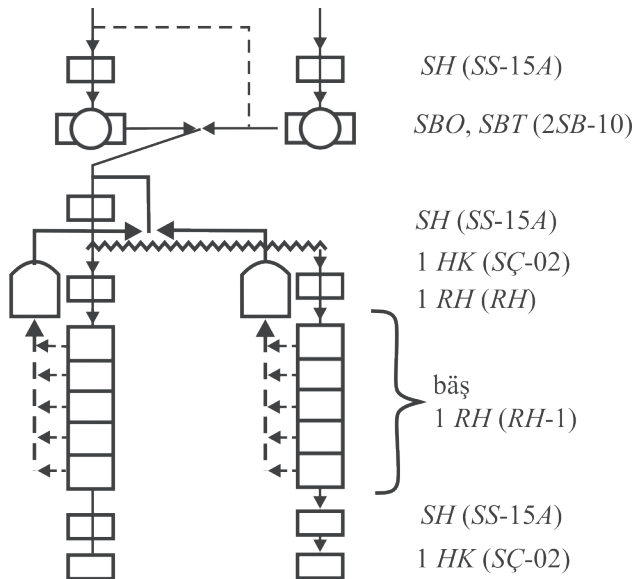 SH (SS-15A)
SBO, SBT (2SB-10)
SH (SS-15A)
1 HK (SÇ-02)
1 RH (RH)
bäş
1 RH (RH-1)
SH (SS-15A)
1 HK (SÇ-02)